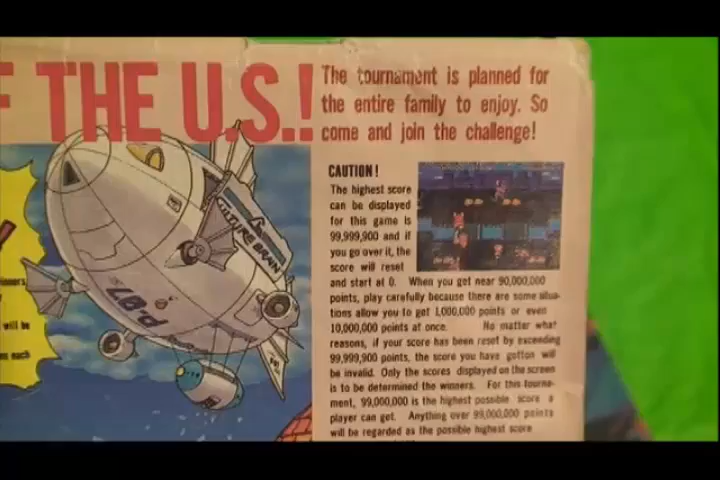 F THE U.S.!
The tournament is planned for
the entire family to enjoy. So
come and join the challenge!
CAUTION!
The highest score
can be displayed
for this game is
99,999,900 and if
you go over it, the
score will reset
and start at 0. When you get near 90,000,000
points, play carefully because there are some situa-
tions allow you to get 1,000,000 points or even
10,000,000 points at once. No matter what
reasons, if your score has been reset by exceeding
99,999,900 points, the score you have gotton will
be invalid. Only the scores displayed on the screen
is to be determined the winners. For this tourna-
ment, 99,000,000 is the highest possible score a
player can get. Anything over 99,000,000 points
will be regarded as the possible highest score
CULTURE BRAIN
P-07
inners
will be
each